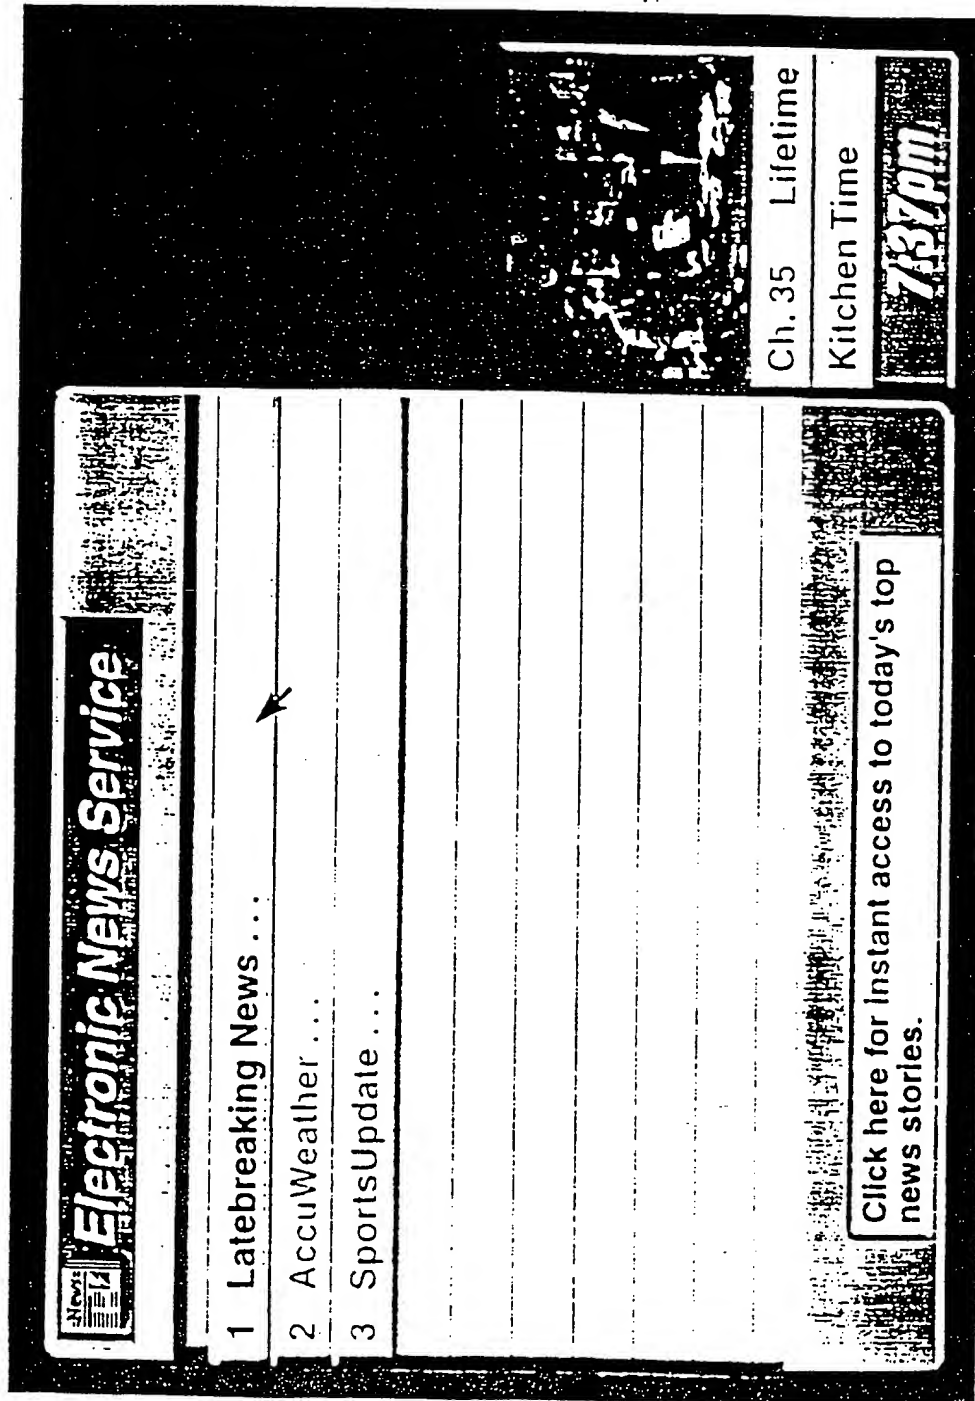 News
Electronic News Service
1 Latebreaking News...
2 AccuWeather...
3 SportsUpdate...
Click here for instant access to today's top
news stories.
Ch. 35 Lifetime
Kitchen Time
7:37pm